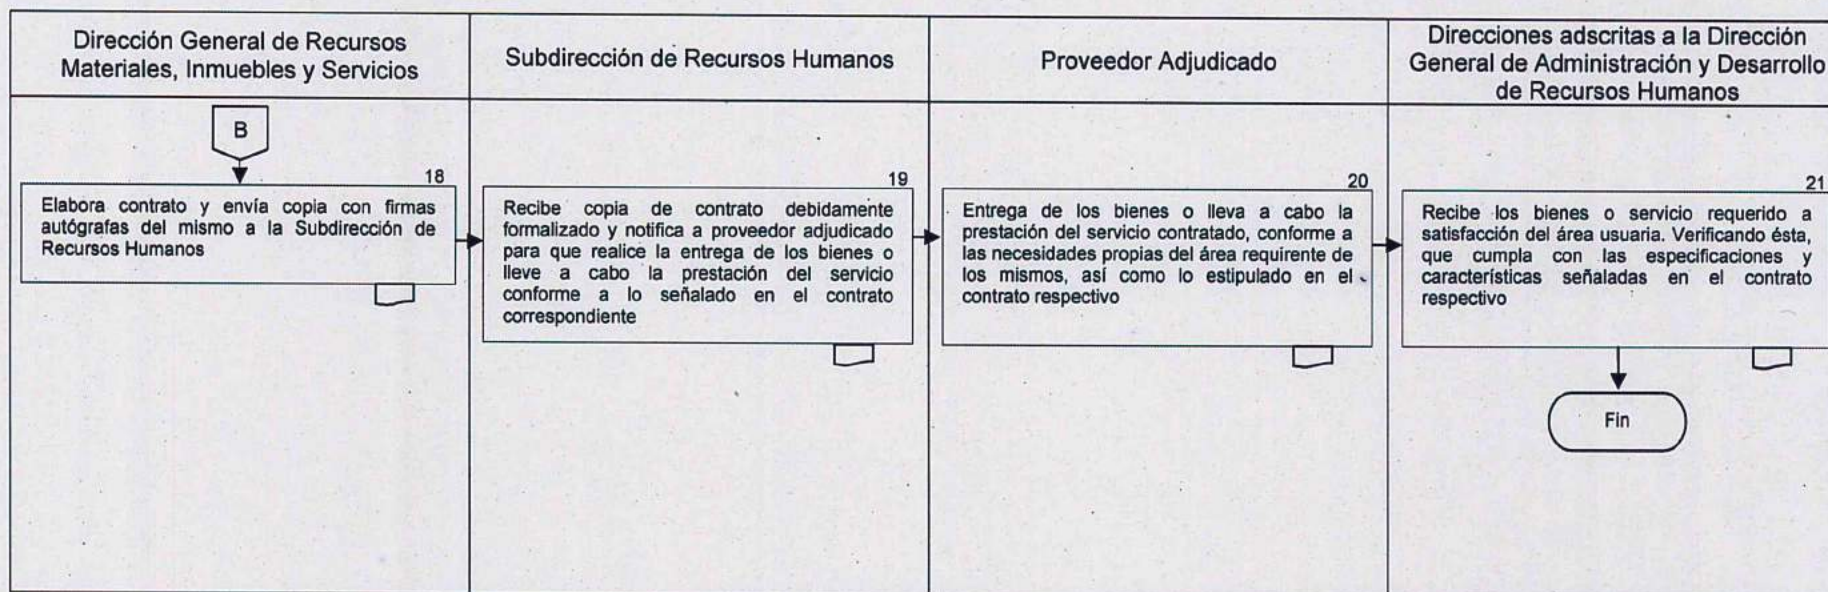 Dirección General de Recursos
Materiales, Inmuebles y Servicios
Subdirección de Recursos Humanos
Proveedor Adjudicado
Direcciones adscritas a la Dirección
General de Administración y Desarrollo
de Recursos Humanos
B
18
Elabora contrato y envía copia con firmas
autógrafas del mismo a la Subdirección de
Recursos Humanos
19
Recibe copia de contrato debidamente
formalizado y notifica a proveedor adjudicado
para que realice la entrega de los bienes o
lleve a cabo la prestación del servicio
conforme a lo señalado en el contrato
correspondiente
20
Entrega de los bienes o lleva a cabo la
prestación del servicio contratado, conforme a
las necesidades propias del área requirente de
los mismos, así como lo estipulado en el
contrato respectivo
21
Recibe los bienes o servicio requerido a
satisfacción del área usuaria. Verificando ésta,
que cumpla con las especificaciones y
características señaladas en el contrato
respectivo
Fin